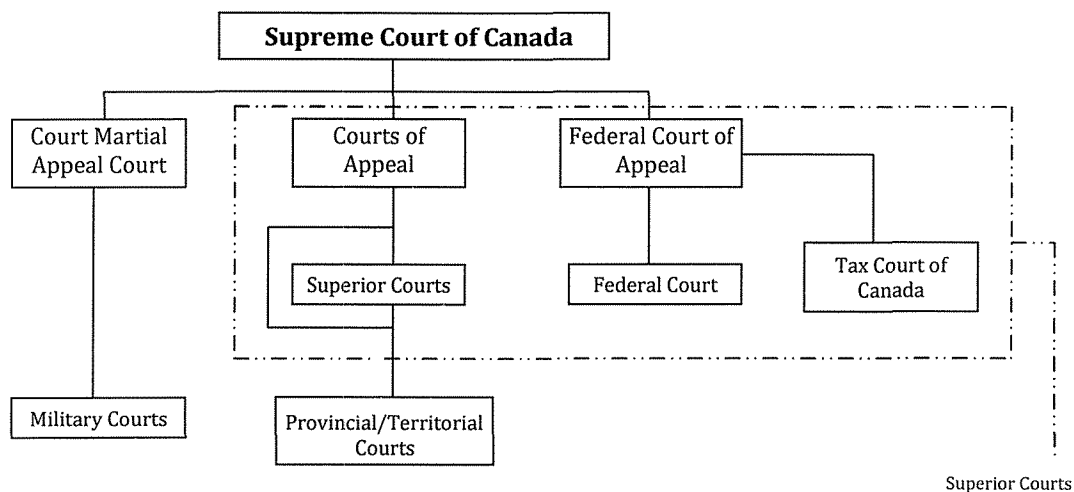 Supreme Court of Canada
Court Martial
Appeal Court
Courts of
Appeal
Federal Court of
Appeal
Superior Courts
Federal Court
Tax Court of
Canada
Military Courts
Provincial/Territorial
Courts
Superior Courts